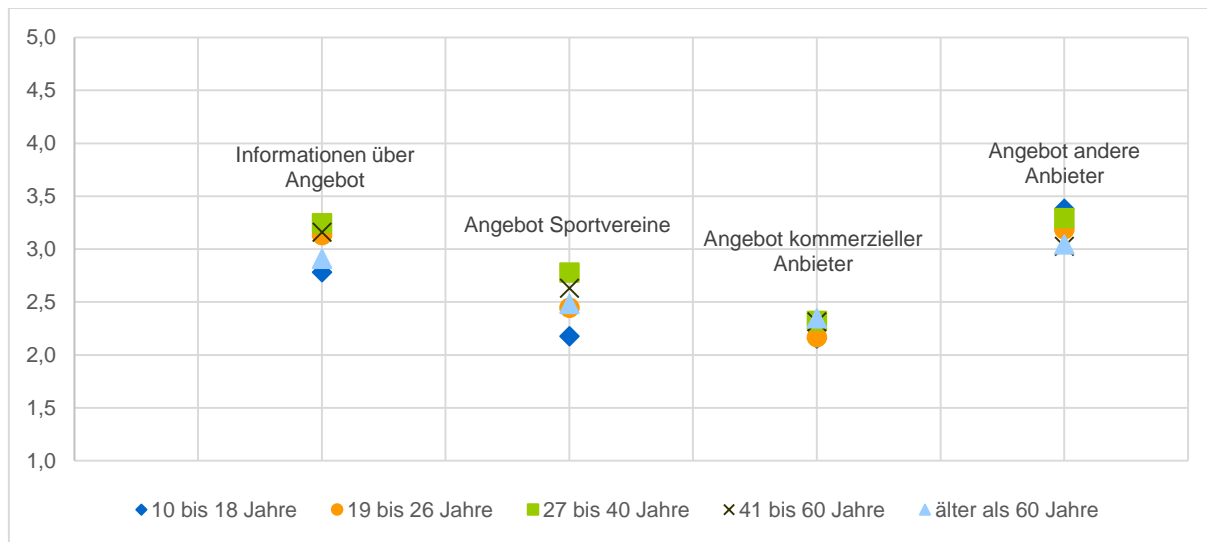 5,0
4,5
4,0
3,5
3,0
2,5
2,0
1,5
1,0
Informationen über
Angebot
Angebot Sportvereine
Angebot kommerzieller
Anbieter
Angebot andere
Anbieter
10 bis 18 Jahre 19 bis 26 Jahre 27 bis 40 Jahre 41 bis 60 Jahre älter als 60 Jahre